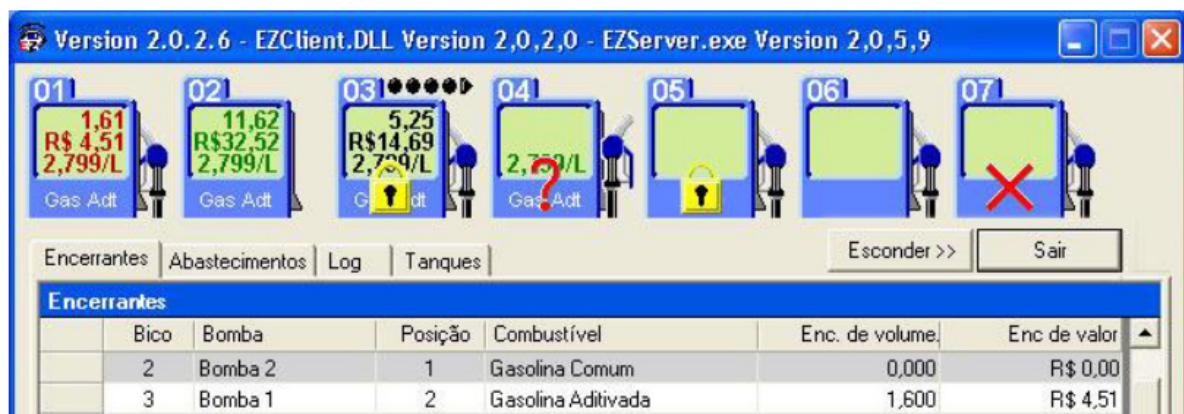 Version 2.0.2.6 - EZClient.DLL Version 2,0,2,0 - EZServer.exe Version 2,0,5,9
01 02 03 04 05 06 07
1,61 11,62 5,25
R$ 4,51 R$32,52 R$14,69
2,799/L 2,799/L
Gas Adt Gas Adt
Esconder >> Sair
Encerrantes Abastecimentos Log Tanques
Encerrantes
Bico Bomba Posição Combustível Enc. de volume. Enc de valor
2 Bomba 2 1 Gasolina Comum 0,000 R$ 0,00
3 Bomba 1 2 Gasolina Aditivada 1,600 R$ 4,51